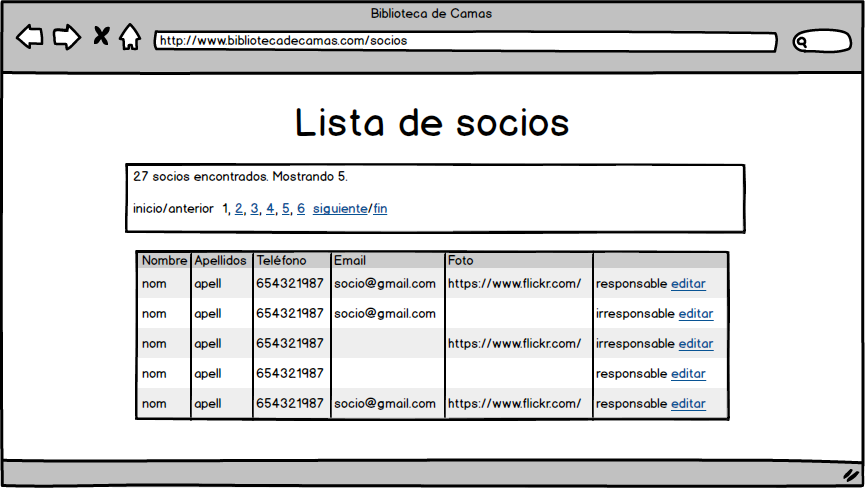 Biblioteca de Camas
http://www.bibliotecadecamas.com/socios
Lista de socios
27 socios encontrados. Mostrando 5.
inicio/anterior 1, 2, 3, 4, 5, 6 siguiente/fin
Nombre Apellidos Teléfono Email Foto
nom apell 654321987 socio@gmail.com https://www.flickr.com/ responsable editar
nom apell 654321987 socio@gmail.com irresponsable editar
nom apell 654321987 https://www.flickr.com/ irresponsable editar
nom apell 654321987 responsable editar
nom apell 654321987 socio@gmail.com https://www.flickr.com/ responsable editar